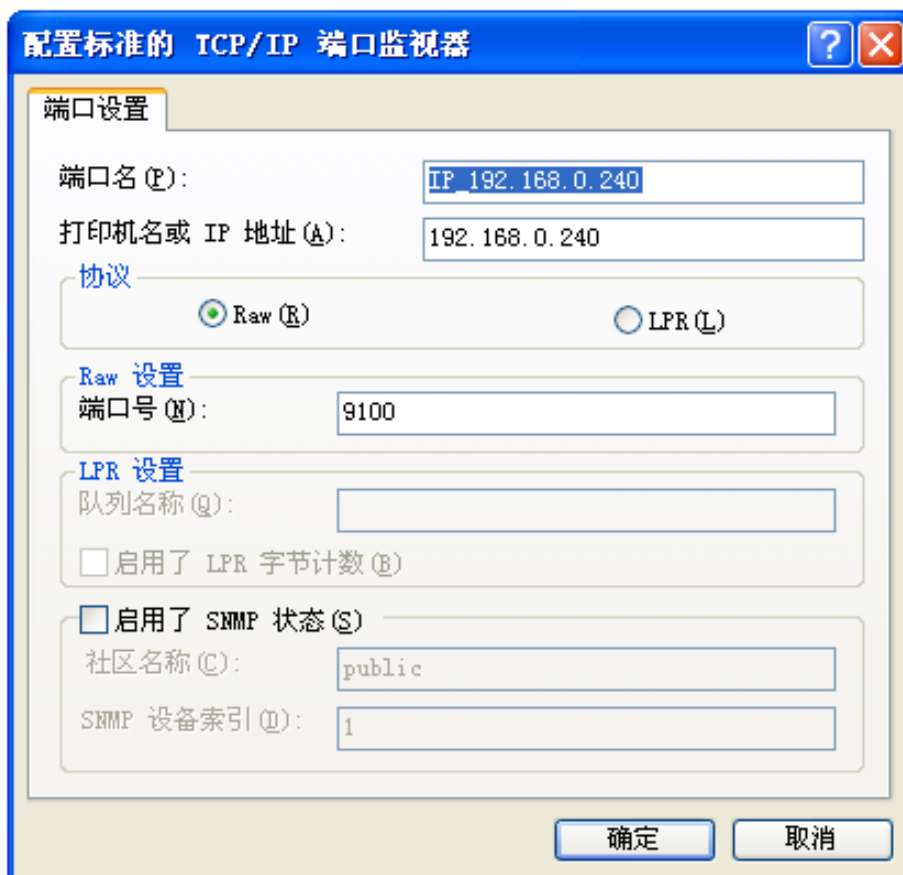 配置标准的 TCP/IP 端口监视器
端口设置
端口名(P): IP_192.168.0.240
打印机名或 IP 地址(A): 192.168.0.240
协议
Raw(R) LPR(L)
Raw 设置
端口号(N): 9100
LPR 设置
队列名称(Q):
启用了 LPR 字节计数(B)
启用了 SNMP 状态(S)
社区名称(C): public
SNMP 设备索引(D): 1
确定 取消